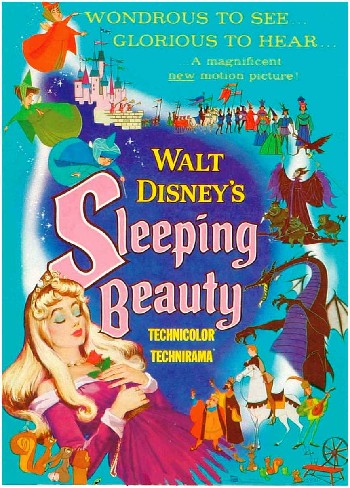 WONDROUS TO SEE...
GLORIOUS TO HEAR...
A magnificent
new motion picture!
WALT
DISNEY'S
Sleeping
Beauty
TECHNICOLOR
TECHNIRAMA